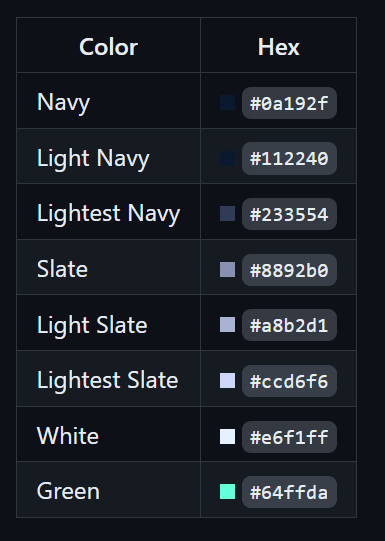 Color Hex
Navy #0a192f
Light Navy #112240
Lightest Navy #233554
Slate #8892b0
Light Slate #a8b2d1
Lightest Slate #ccd6f6
White #e6f1ff
Green #64ffda